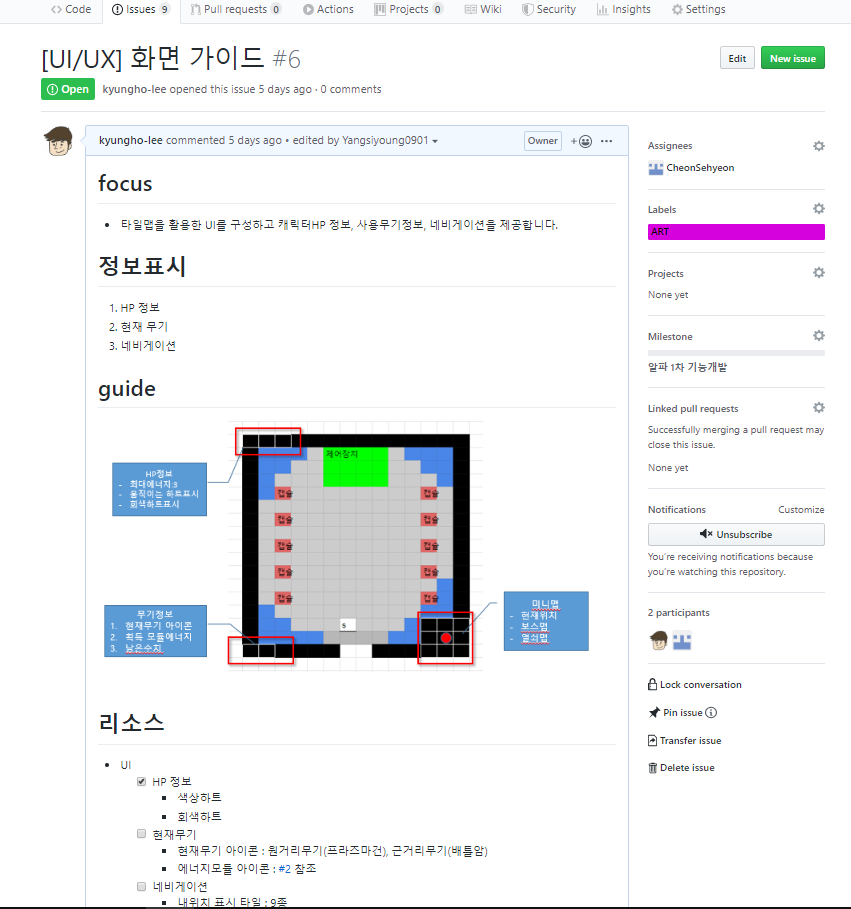 Code
Issues 9
Pull requests 0
Actions
Projects 0
Wiki
Security
Insights
Settings
[UI/UX] 화면 가이드 #6
Edit
New issue
Open
kyungho-lee opened this issue 5 days ago · 0 comments
kyungho-lee commented 5 days ago • edited by Yangsiyoung0901
Owner
focus
타일맵을 활용한 UI를 구성하고 캐릭터HP 정보, 사용무기정보, 네비게이션을 제공합니다.
정보표시
1. HP 정보
2. 현재 무기
3. 네비게이션
guide
제어장치
HP정보
- 최대에너지:3
- 움직이는 하트표시
- 회색하트표시
캡슐 캡슐
캡슐 캡슐
캡슐 캡슐
캡슐 캡슐
캡슐 캡슐
무기정보
1. 현재무기 아이콘
2. 획득 모듈에너지
3. 남은수치
s
미니맵
- 현재위치
- 보스맵
- 열쇠맵
리소스
UI
HP 정보
색상하트
회색하트
현재무기
현재무기 아이콘 : 원거리무기(프라즈마건), 근거리무기(배틀암)
에너지모듈 아이콘 : #2 참조
네비게이션
내위치 표시 타일 : 9종
Assignees
CheonSehyeon
Labels
ART
Projects
None yet
Milestone
알파 1차 기능개발
Linked pull requests
Successfully merging a pull request may
close this issue.
None yet
Notifications
Customize
Unsubscribe
You're receiving notifications because
you're watching this repository.
2 participants
Lock conversation
Pin issue
Transfer issue
Delete issue